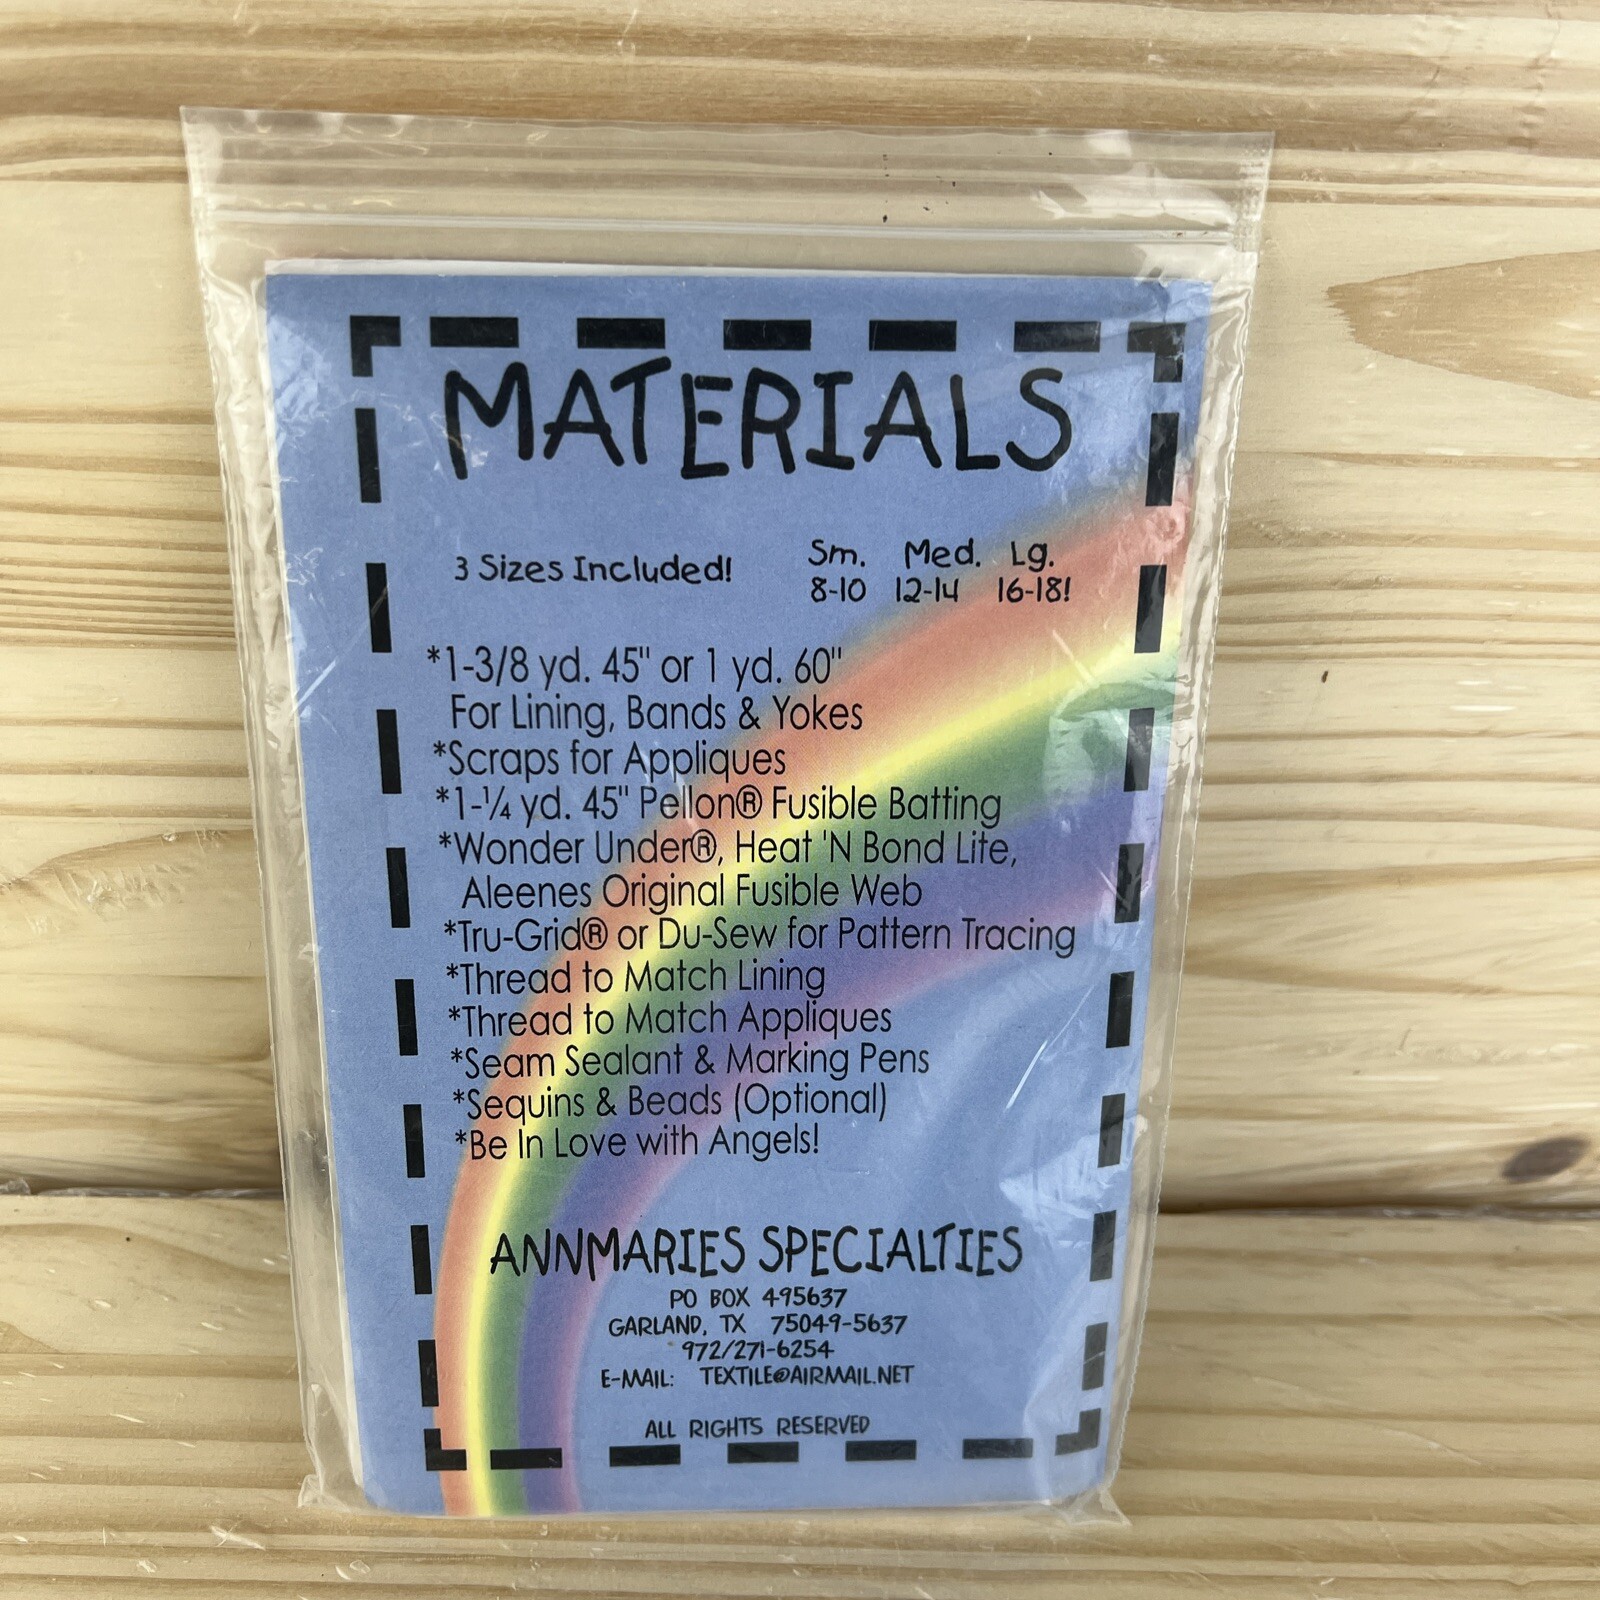 MATERIALS
3 Sizes Included! Sm. Med. Lg.
8-10 12-14 16-18!
*1-3/8 yd. 45" or 1 yd. 60"
For Lining, Bands & Yokes
*Scraps for Appliques
*1-¼ yd. 45" Pellon® Fusible Batting
*Wonder Under®, Heat 'N Bond Lite,
Aleenes Original Fusible Web
*Tru-Grid® or Du-Sew for Pattern Tracing
*Thread to Match Lining
*Thread to Match Appliques
*Seam Sealant & Marking Pens
*Sequins & Beads (Optional)
*Be In Love with Angels!
ANNMARIES SPECIALTIES
PO BOX 495637
GARLAND, TX 75049-5637
972/271-6254
E-MAIL: TEXTILE@AIRMAIL.NET
ALL RIGHTS RESERVED